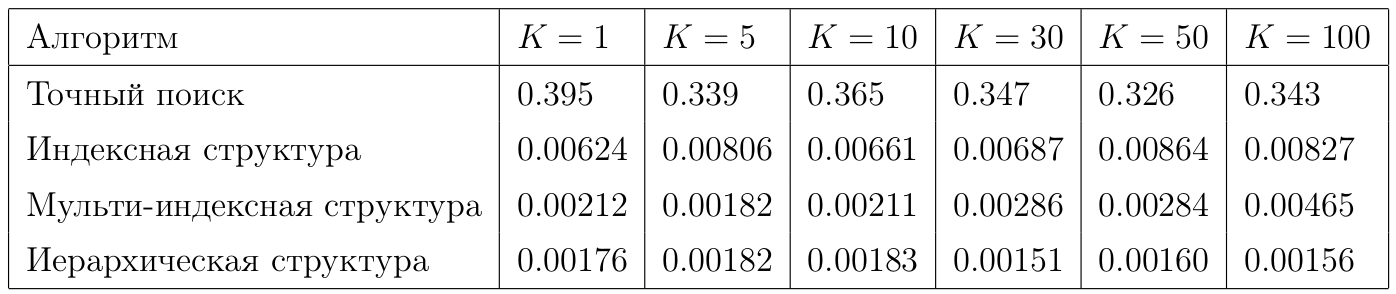 Алгоритм K = 1 K = 5 K = 10 K = 30 K = 50 K = 100
Точный поиск 0.395 0.339 0.365 0.347 0.326 0.343
Индексная структура 0.00624 0.00806 0.00661 0.00687 0.00864 0.00827
Мульти-индексная структура 0.00212 0.00182 0.00211 0.00286 0.00284 0.00465
Иерархическая структура 0.00176 0.00182 0.00183 0.00151 0.00160 0.00156